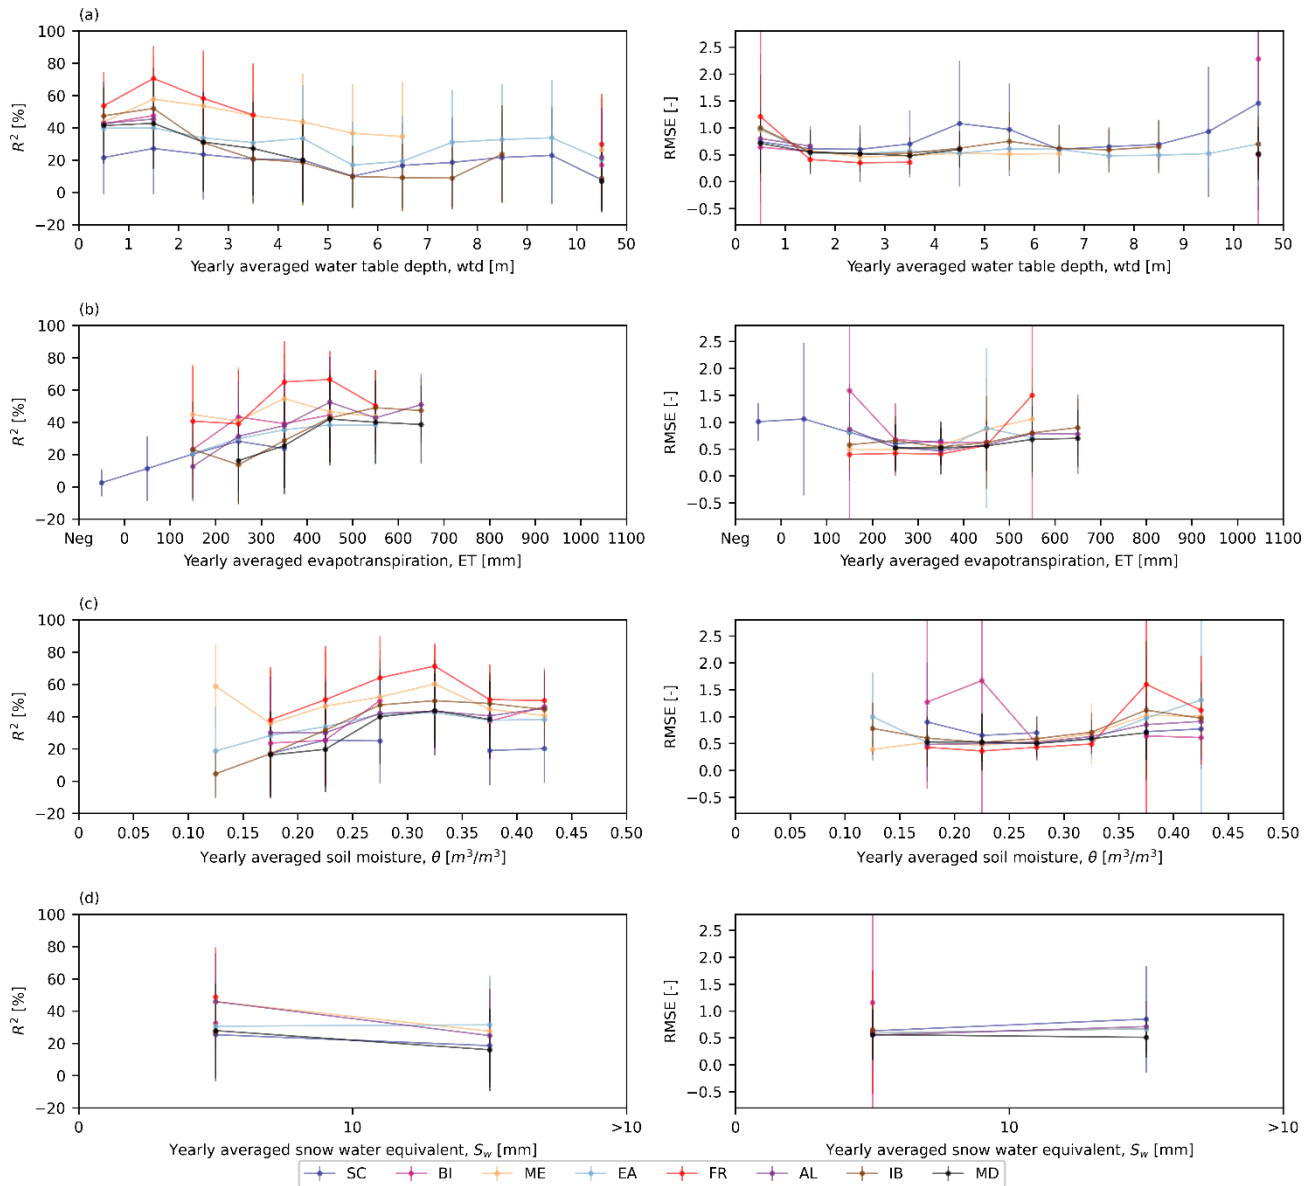 (a)
100
80
60
40
20
0
−20
R² [%]
0 1 2 3 4 5 6 7 8 9 10 50
Yearly averaged water table depth, wtd [m]
2.5
2.0
1.5
1.0
0.5
0.0
−0.5
RMSE [-]
0 1 2 3 4 5 6 7 8 9 10 50
Yearly averaged water table depth, wtd [m]
(b)
100
80
60
40
20
0
−20
R² [%]
Neg 0 100 200 300 400 500 600 700 800 900 1000 1100
Yearly averaged evapotranspiration, ET [mm]
2.5
2.0
1.5
1.0
0.5
0.0
−0.5
RMSE [-]
Neg 0 100 200 300 400 500 600 700 800 900 1000 1100
Yearly averaged evapotranspiration, ET [mm]
(c)
100
80
60
40
20
0
−20
R² [%]
0 0.05 0.10 0.15 0.20 0.25 0.30 0.35 0.40 0.45 0.50
Yearly averaged soil moisture, θ [m³/m³]
2.5
2.0
1.5
1.0
0.5
0.0
−0.5
RMSE [-]
0 0.05 0.10 0.15 0.20 0.25 0.30 0.35 0.40 0.45 0.50
Yearly averaged soil moisture, θ [m³/m³]
(d)
100
80
60
40
20
0
−20
R² [%]
0 10 >10
Yearly averaged snow water equivalent, S_w [mm]
2.5
2.0
1.5
1.0
0.5
0.0
−0.5
RMSE [-]
0 10 >10
Yearly averaged snow water equivalent, S_w [mm]
SC BI ME EA FR AL IB MD